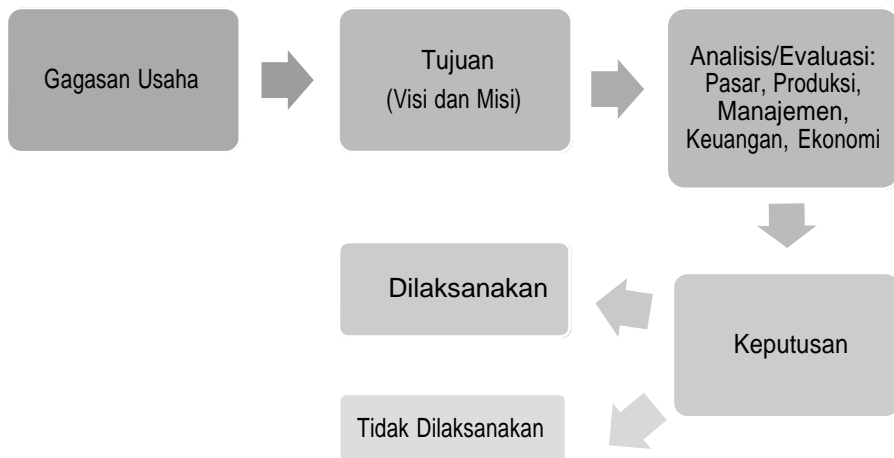 Gagasan Usaha
Tujuan
(Visi dan Misi)
Analisis/Evaluasi:
Pasar, Produksi,
Manajemen,
Keuangan, Ekonomi
Dilaksanakan
Keputusan
Tidak Dilaksanakan